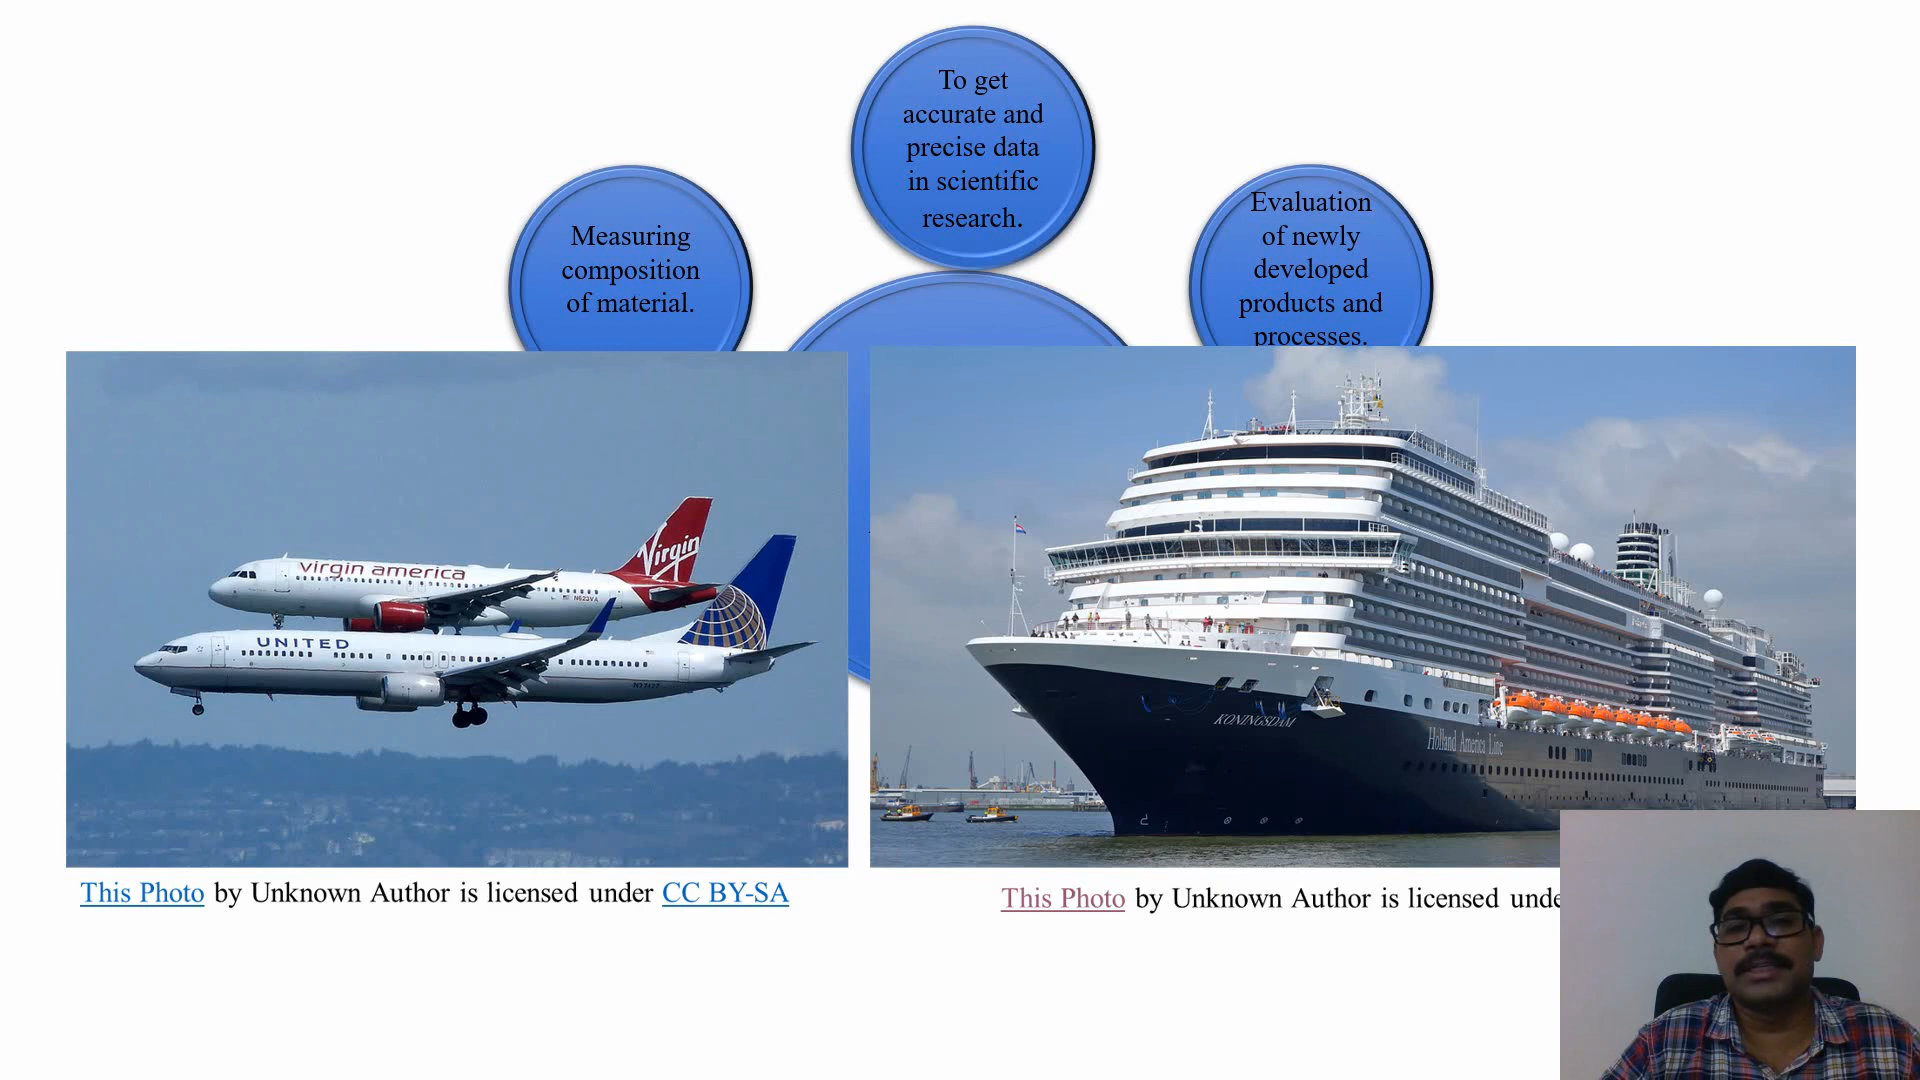 To get
accurate and
precise data
in scientific
research.
Measuring
composition
of material.
Evaluation
of newly
developed
products and
processes.
virgin america
Virgin
N623VA
UNITED
KONINGSDAM
Holland America Line
This Photo by Unknown Author is licensed under CC BY-SA
This Photo by Unknown Author is licensed unde